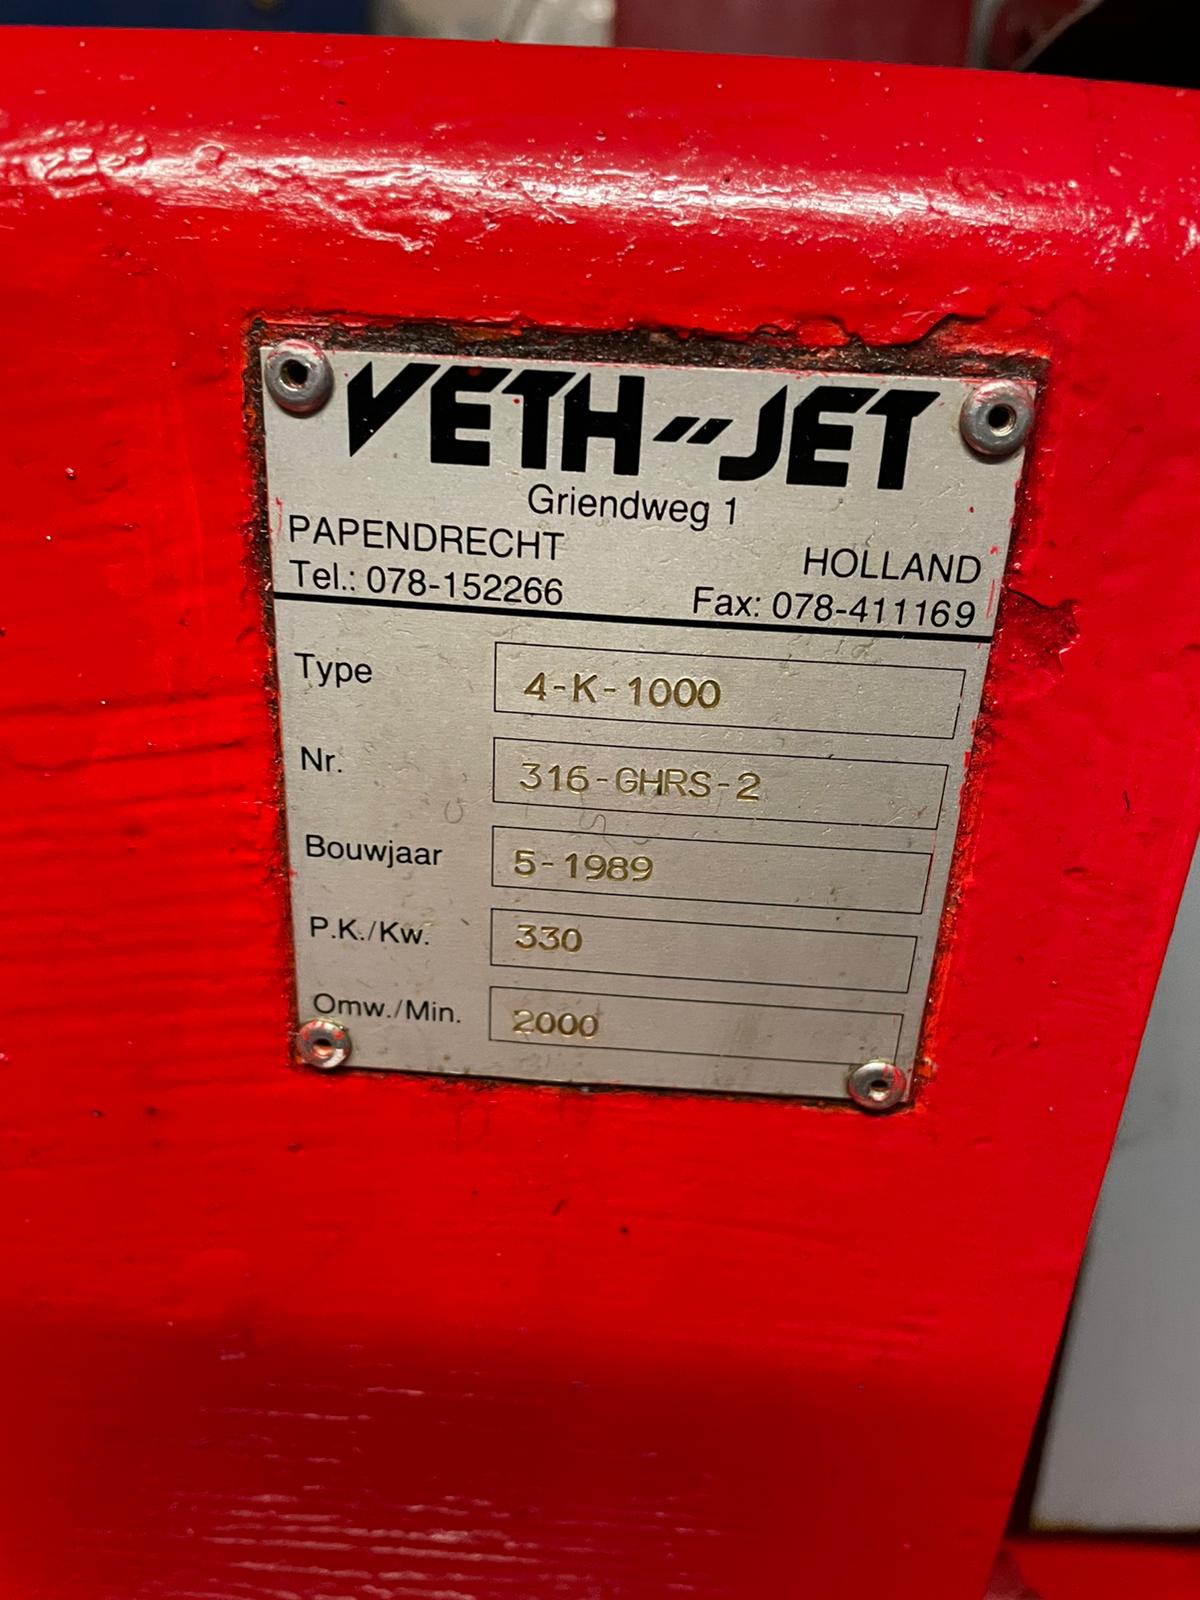 VETH-JET
Griendweg 1
PAPENDRECHT HOLLAND
Tel.: 078-152266 Fax: 078-411169
Type 4-K-1000
Nr. 316-GHRS-2
Bouwjaar 5-1989
P.K./Kw. 330
Omw./Min. 2000